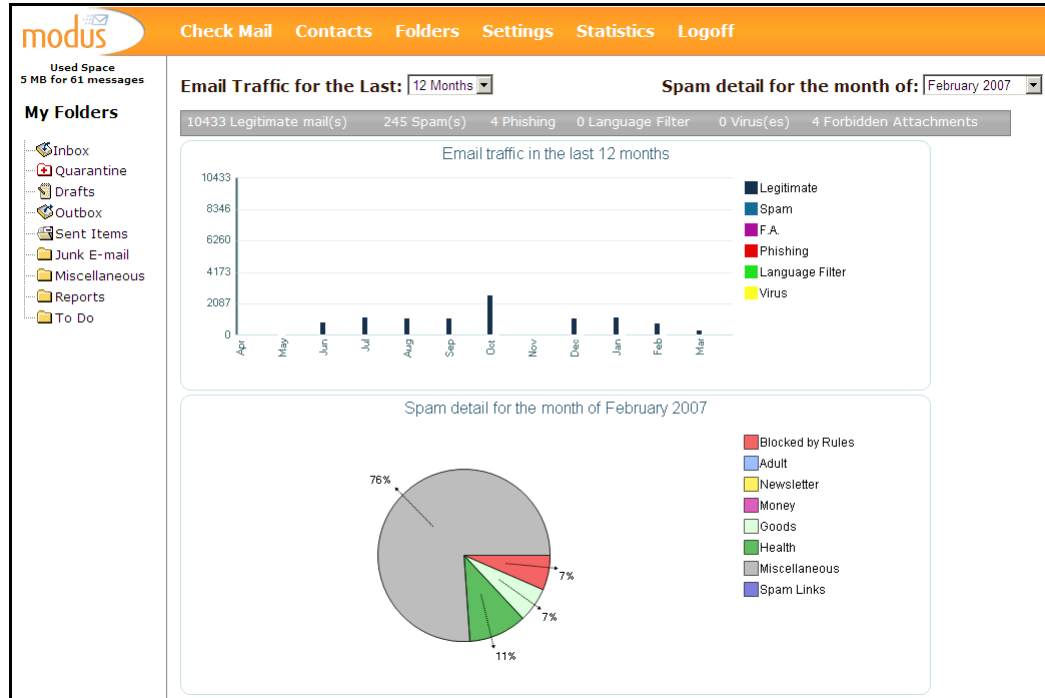 modus
Check Mail Contacts Folders Settings Statistics Logoff
Used Space
5 MB for 61 messages
My Folders
Inbox
Quarantine
Drafts
Outbox
Sent Items
Junk E-mail
Miscellaneous
Reports
To Do
Email Traffic for the Last: 12 Months
Spam detail for the month of: February 2007
10433 Legitimate mail(s) 245 Spam(s) 4 Phishing 0 Language Filter 0 Virus(es) 4 Forbidden Attachments
Email traffic in the last 12 months
10433
8346
6260
4173
2087
0
Apr May Jun Jul Aug Sep Oct Nov Dec Jan Feb Mar
Legitimate
Spam
F.A.
Phishing
Language Filter
Virus
Spam detail for the month of February 2007
76%
7%
7%
11%
Blocked by Rules
Adult
Newsletter
Money
Goods
Health
Miscellaneous
Spam Links